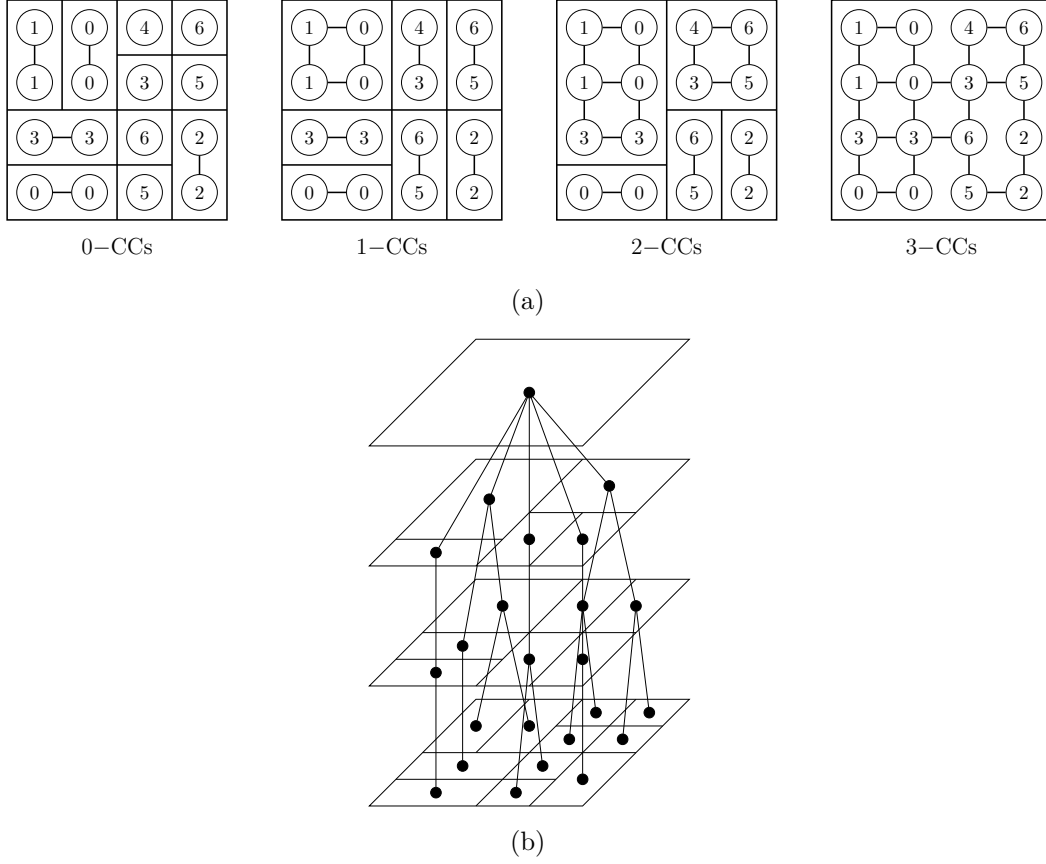 1 0 4 6 1 0 4 6 1 0 4 6 1 0 4 6
1 0 3 5 1 0 3 5 1 0 3 5 1 0 3 5
3 3 6 2 3 3 6 2 3 3 6 2 3 3 6 2
0 0 5 2 0 0 5 2 0 0 5 2 0 0 5 2
0−CCs 1−CCs 2−CCs 3−CCs
(a)
(b)